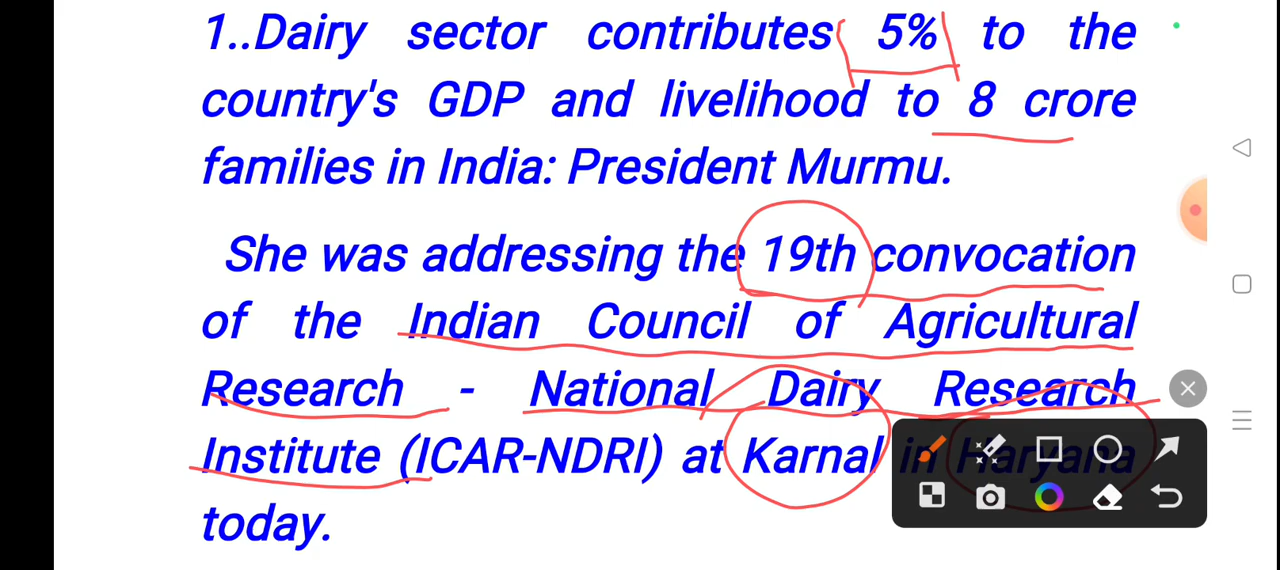 1..Dairy sector contributes 5% to the
country's GDP and livelihood to 8 crore
families in India: President Murmu.
She was addressing the 19th convocation
of the Indian Council of Agricultural
Research - National Dairy Research
Institute (ICAR-NDRI) at Karnal in Haryana
today.